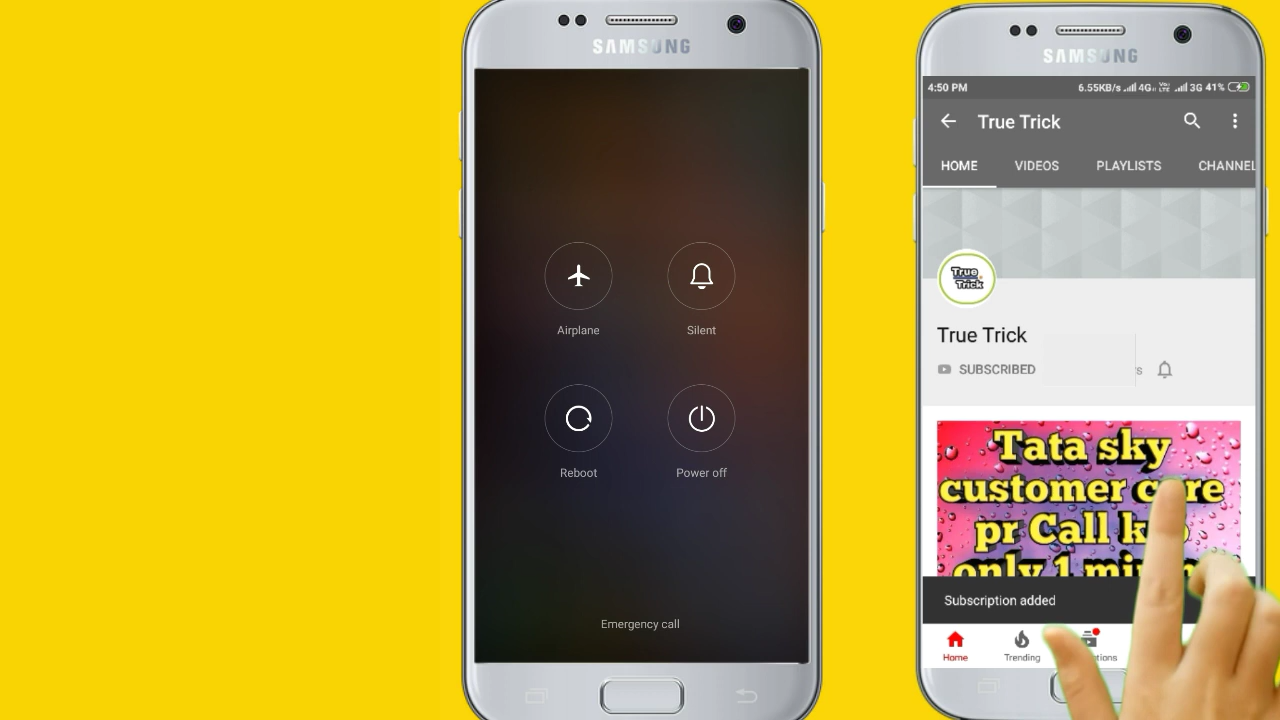 SAMSUNG
Airplane
Silent
Reboot
Power off
Emergency call
SAMSUNG
4:50 PM
6.55KB/s 4G VoLTE 3G 41%
True Trick
HOME VIDEOS PLAYLISTS CHANNEL
True Trick
True Trick
SUBSCRIBED
Tata sky
customer care
pr Call
only 1
Subscription added
Home Trending